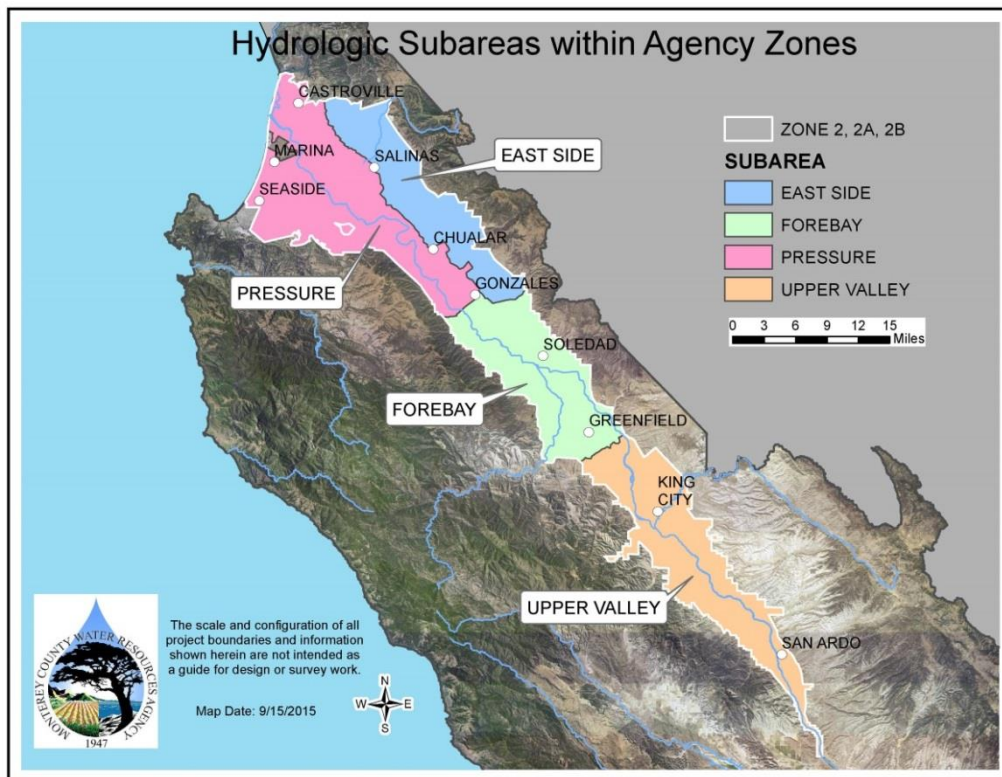 Hydrologic Subareas within Agency Zones
CASTROVILLE
MARINA
SALINAS
SEASIDE
EAST SIDE
CHUALAR
PRESSURE
GONZALES
SOLEDAD
FOREBAY
GREENFIELD
KING
CITY
UPPER VALLEY
SAN ARDO
ZONE 2, 2A, 2B
SUBAREA
EAST SIDE
FOREBAY
PRESSURE
UPPER VALLEY
0 3 6 9 12 15
Miles
MONTEREY COUNTY WATER RESOURCES AGENCY
1947
The scale and configuration of all
project boundaries and information
shown herein are not intended as
a guide for design or survey work.
Map Date: 9/15/2015
N
W E
S